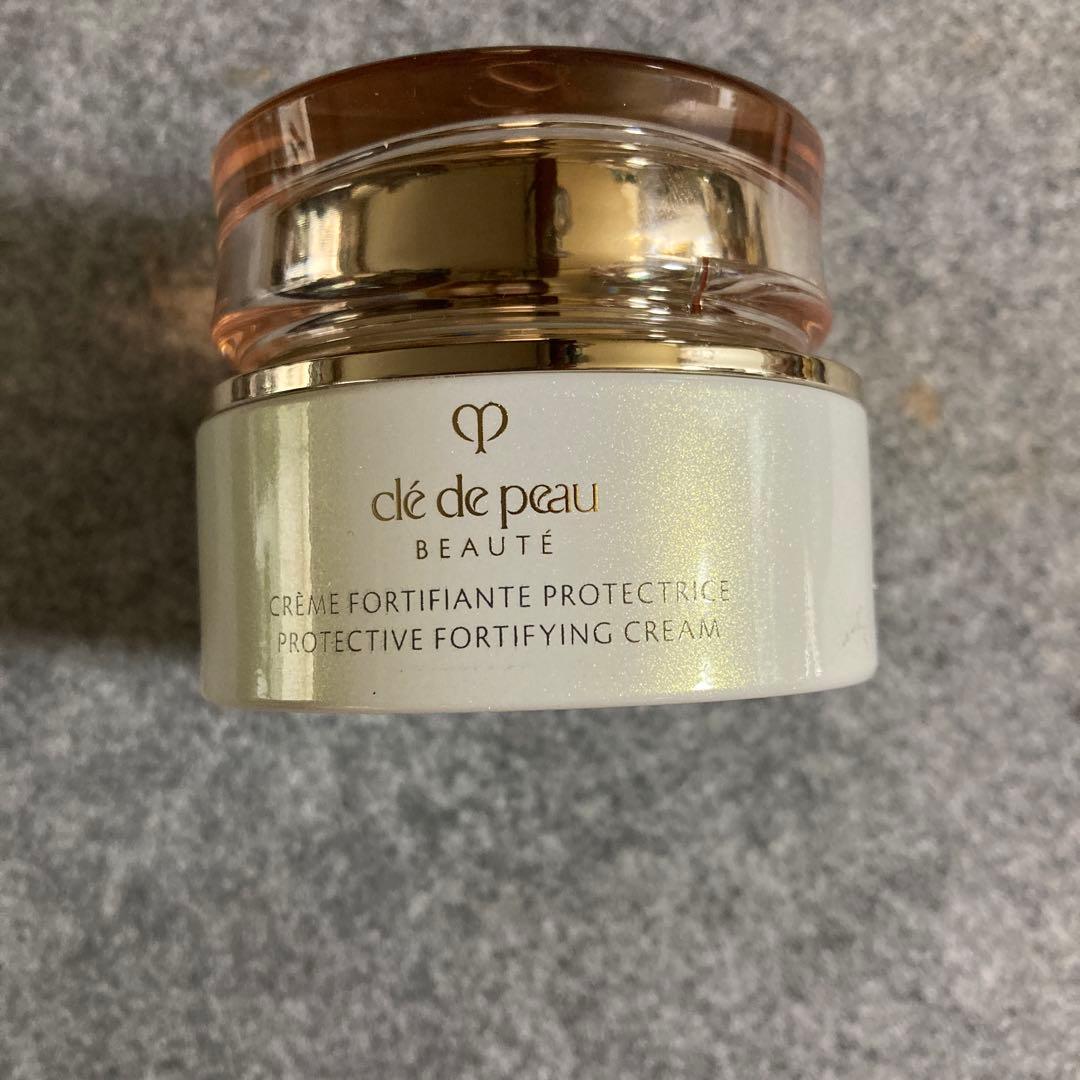 clé de peau
BEAUTÉ
CRÈME FORTIFIANTE PROTECTRICE
PROTECTIVE FORTIFYING CREAM